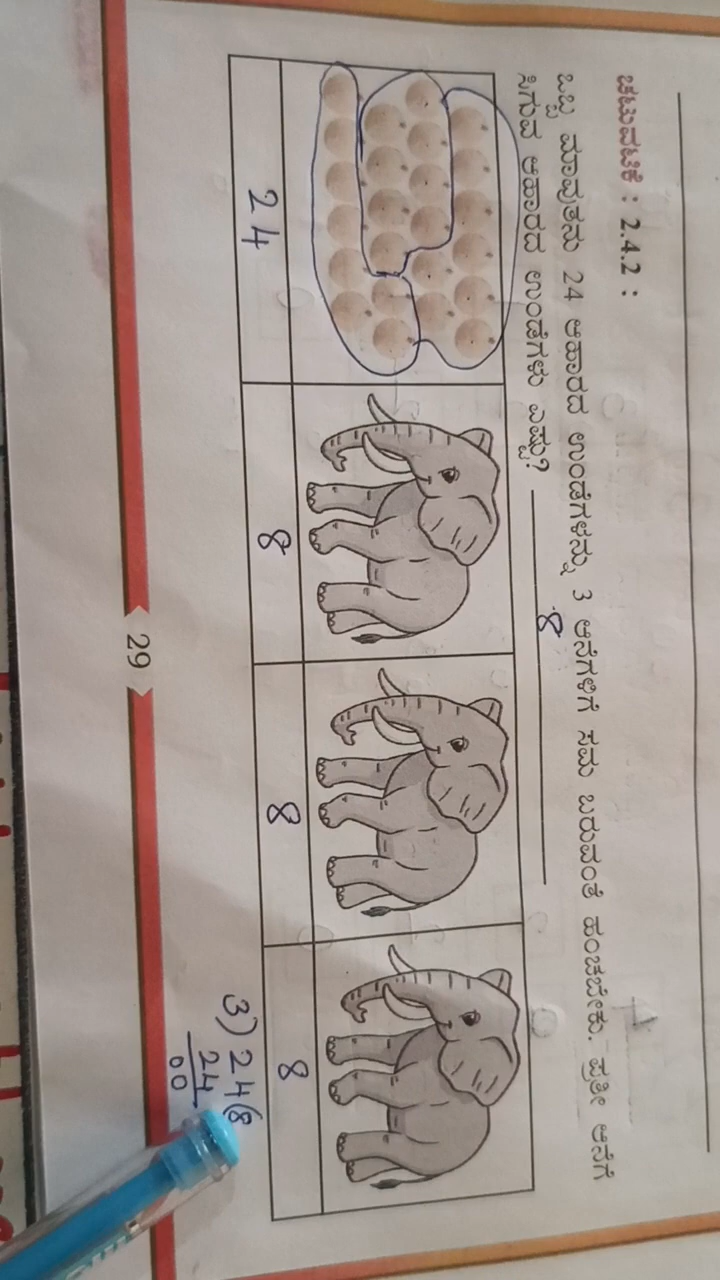 ಚಟುವಟಿಕೆ : 2.4.2 :
ಒಬ್ಬ ಮಾವುತನು 24 ಆಹಾರದ ಉಂಡೆಗಳನ್ನು 3 ಆನೆಗಳಿಗೆ ಸಮ ಬರುವಂತೆ ಹಂಚಬೇಕು. ಪ್ರತೀ ಆನೆಗೆ
ಸಿಗುವ ಆಹಾರದ ಉಂಡೆಗಳು ಎಷ್ಟು? 8
24 8 8 8
3) 24 (8
24
00
29